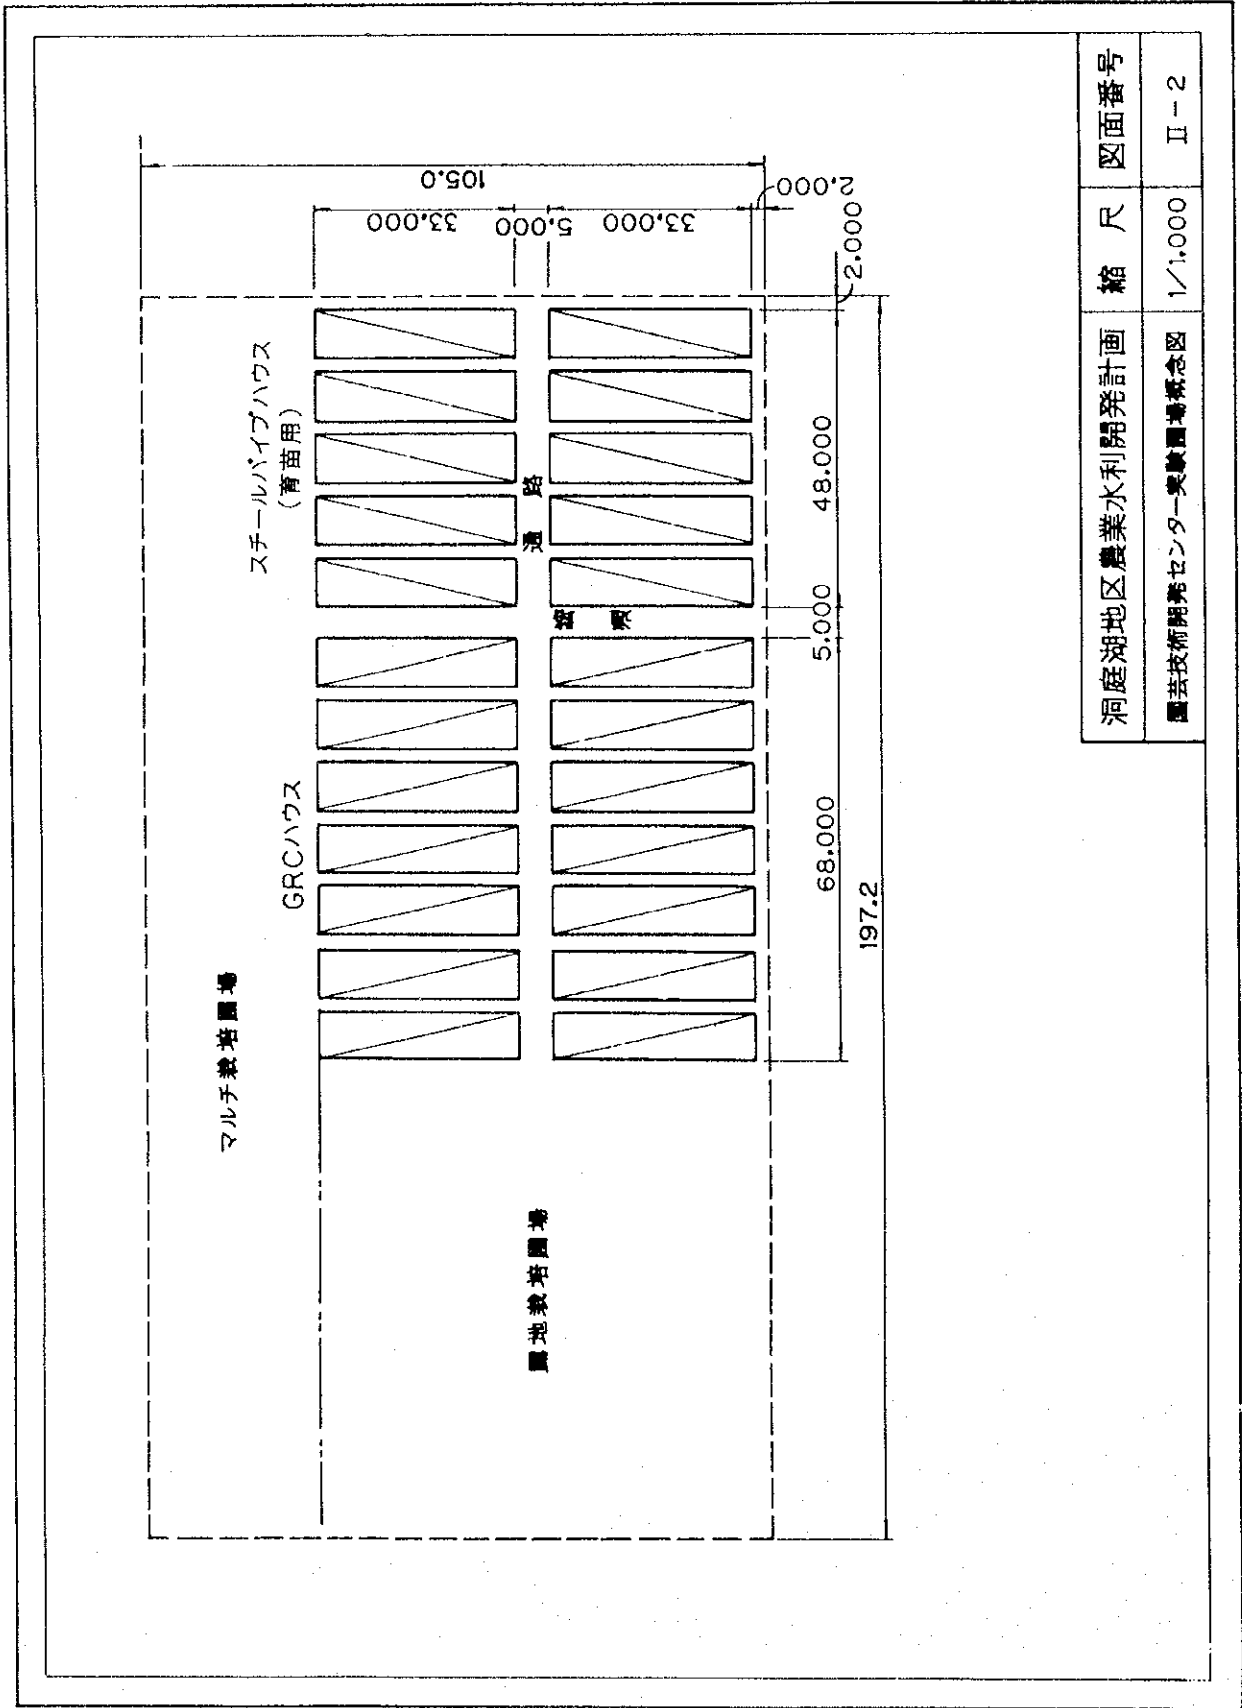 スチールパイプハウス
(育苗用)
GRCハウス
マルチ栽培圃場
露地栽培圃場
通路
通路
105.0
33.000
5.000
33.000
2.000
2.000
48.000
5.000
68.000
197.2
洞庭湖地区農業水利開発計画
縮尺
図面番号
園芸技術開発センター実験圃場概念図
1/1.000
II-2